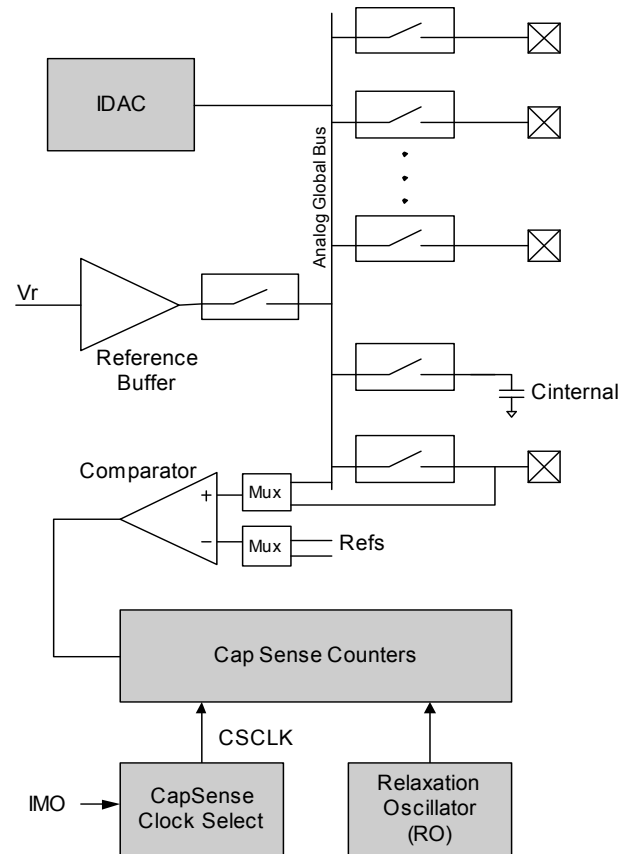 IDAC
Analog Global Bus
Vr
Reference
Buffer
Cinternal
Comparator
+
Mux
−
Mux
Refs
Cap Sense Counters
CSCLK
IMO
CapSense
Clock Select
Relaxation
Oscillator
(RO)